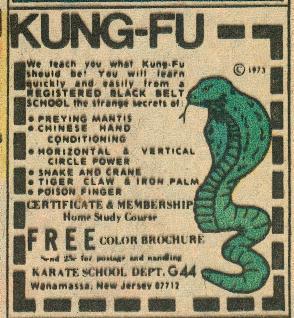 KUNG-FU
© 1973
We teach you what Kung-Fu
should be! You will learn
quickly and easily from a
REGISTERED BLACK BELT
SCHOOL the strange secrets of:
• PREYING MANTIS
• CHINESE HAND
CONDITIONING
• HORIZONTAL & VERTICAL
CIRCLE POWER
• SNAKE AND CRANE
• TIGER CLAW & IRON PALM
• POISON FINGER
CERTIFICATE & MEMBERSHIP
Home Study Course
FREE COLOR BROCHURE
Send 25¢ for postage and handling
KARATE SCHOOL DEPT. G44
Wanamassa, New Jersey 07712